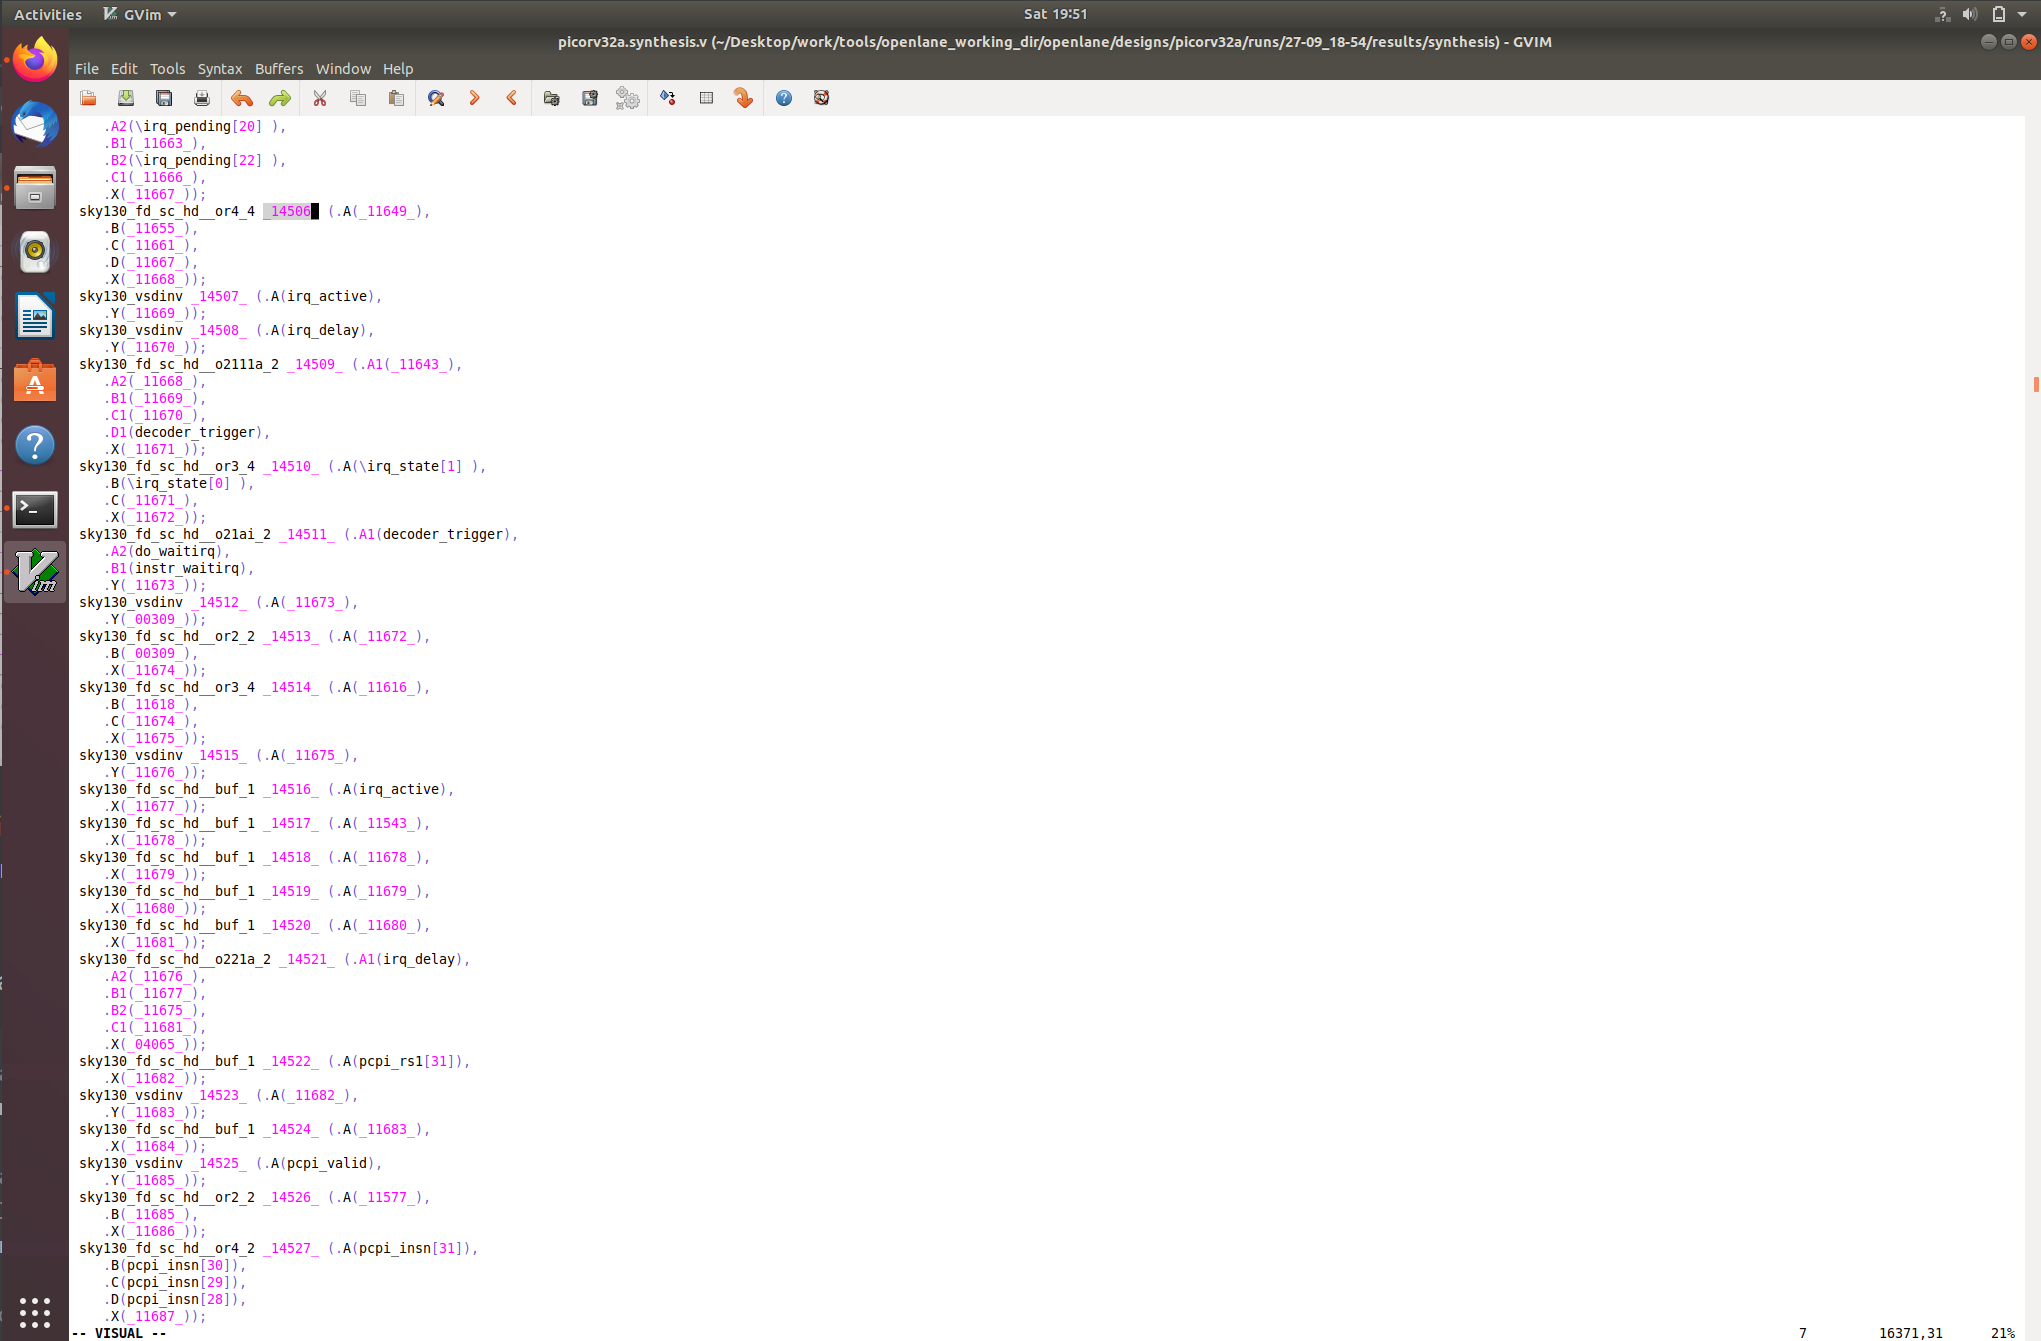 Activities GVim Sat 19:51
picorv32a.synthesis.v (~/Desktop/work/tools/openlane_working_dir/openlane/designs/picorv32a/runs/27-09_18-54/results/synthesis) - GVIM
File Edit Tools Syntax Buffers Window Help
.A2(\irq_pending[20] ),
.B1(_11663_),
.B2(\irq_pending[22] ),
.C1(_11666_),
.X(_11667_));
sky130_fd_sc_hd__or4_4 _14506_ (.A(_11649_),
.B(_11655_),
.C(_11661_),
.D(_11667_),
.X(_11668_));
sky130_vsdinv _14507_ (.A(irq_active),
.Y(_11669_));
sky130_vsdinv _14508_ (.A(irq_delay),
.Y(_11670_));
sky130_fd_sc_hd__o2111a_2 _14509_ (.A1(_11643_),
.A2(_11668_),
.B1(_11669_),
.C1(_11670_),
.D1(decoder_trigger),
.X(_11671_));
sky130_fd_sc_hd__or3_4 _14510_ (.A(\irq_state[1] ),
.B(\irq_state[0] ),
.C(_11671_),
.X(_11672_));
sky130_fd_sc_hd__o21ai_2 _14511_ (.A1(decoder_trigger),
.A2(do_waitirq),
.B1(instr_waitirq),
.Y(_11673_));
sky130_vsdinv _14512_ (.A(_11673_),
.Y(_00309_));
sky130_fd_sc_hd__or2_2 _14513_ (.A(_11672_),
.B(_00309_),
.X(_11674_));
sky130_fd_sc_hd__or3_4 _14514_ (.A(_11616_),
.B(_11618_),
.C(_11674_),
.X(_11675_));
sky130_vsdinv _14515_ (.A(_11675_),
.Y(_11676_));
sky130_fd_sc_hd__buf_1 _14516_ (.A(irq_active),
.X(_11677_));
sky130_fd_sc_hd__buf_1 _14517_ (.A(_11543_),
.X(_11678_));
sky130_fd_sc_hd__buf_1 _14518_ (.A(_11678_),
.X(_11679_));
sky130_fd_sc_hd__buf_1 _14519_ (.A(_11679_),
.X(_11680_));
sky130_fd_sc_hd__buf_1 _14520_ (.A(_11680_),
.X(_11681_));
sky130_fd_sc_hd__o221a_2 _14521_ (.A1(irq_delay),
.A2(_11676_),
.B1(_11677_),
.B2(_11675_),
.C1(_11681_),
.X(_04065_));
sky130_fd_sc_hd__buf_1 _14522_ (.A(pcpi_rs1[31]),
.X(_11682_));
sky130_vsdinv _14523_ (.A(_11682_),
.Y(_11683_));
sky130_fd_sc_hd__buf_1 _14524_ (.A(_11683_),
.X(_11684_));
sky130_vsdinv _14525_ (.A(pcpi_valid),
.Y(_11685_));
sky130_fd_sc_hd__or2_2 _14526_ (.A(_11577_),
.B(_11685_),
.X(_11686_));
sky130_fd_sc_hd__or4_2 _14527_ (.A(pcpi_insn[31]),
.B(pcpi_insn[30]),
.C(pcpi_insn[29]),
.D(pcpi_insn[28]),
.X(_11687_));
-- VISUAL -- 7 16371,31 21%